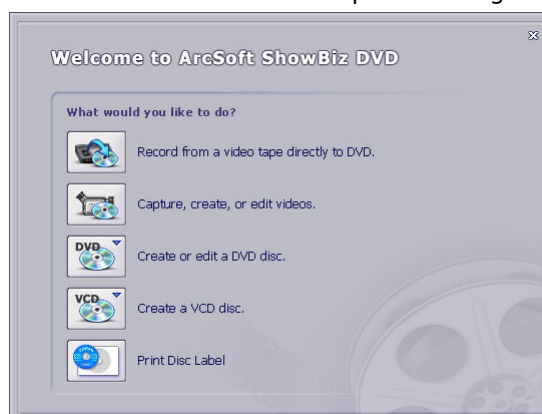 Welcome to ArcSoft ShowBiz DVD
What would you like to do?
Record from a video tape directly to DVD.
Capture, create, or edit videos.
DVD
Create or edit a DVD disc.
VCD
Create a VCD disc.
Print Disc Label